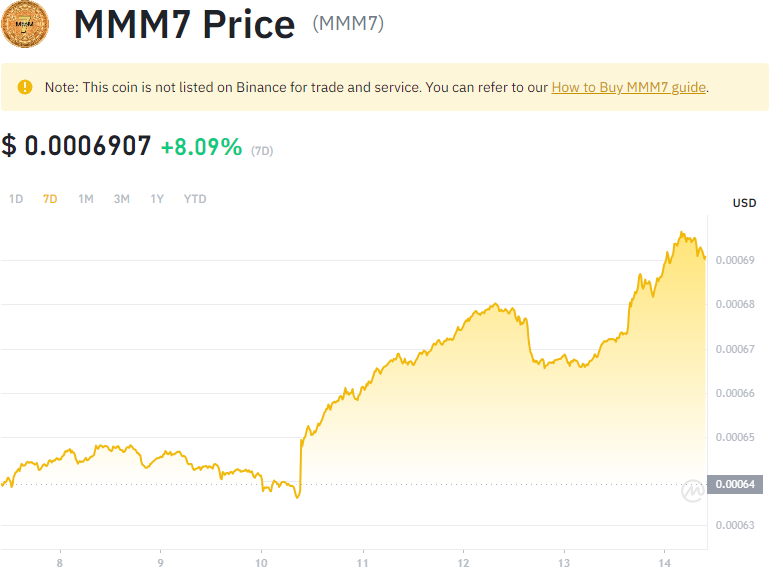 MMM
MMM7 Price (MMM7)
Note: This coin is not listed on Binance for trade and service. You can refer to our How to Buy MMM7 guide.
$ 0.0006907 +8.09% (7D)
1D 7D 1M 3M 1Y YTD
USD
0.00069
0.00068
0.00067
0.00066
0.00065
0.00064
0.00063
8 9 10 11 12 13 14